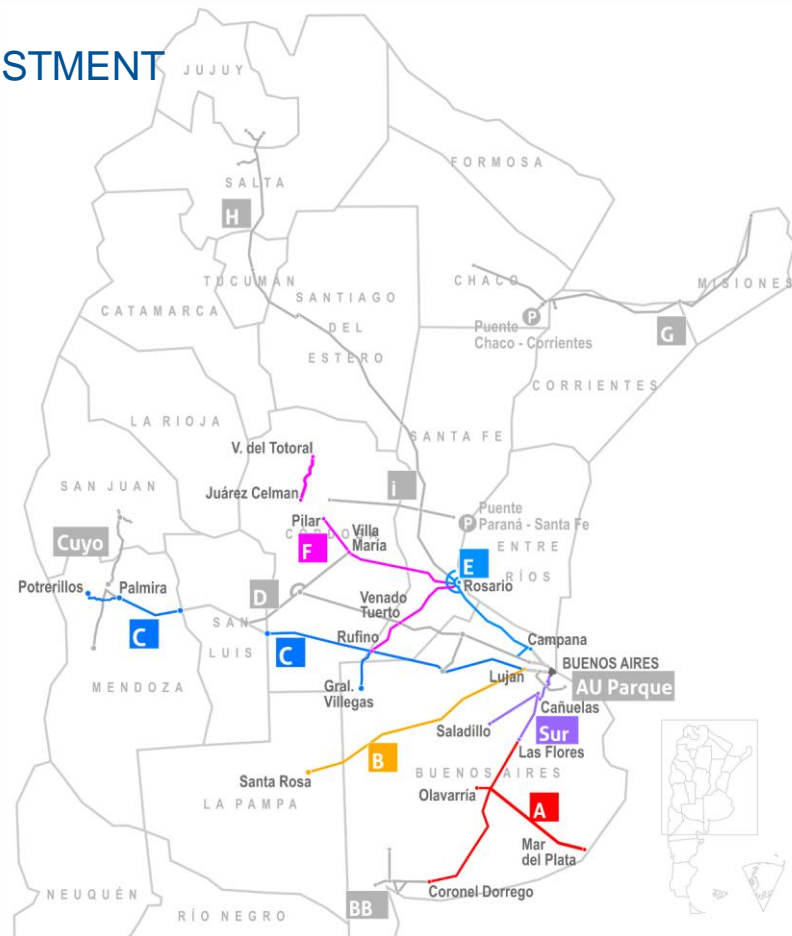 STMENT
JUJUY
FORMOSA
SALTA
H
TUCUMÁN
CHACO
MISIONES
SANTIAGO
DEL
ESTERO
CATAMARCA
P
Puente
Chaco - Corrientes
G
CORRIENTES
LA RIOJA
SANTA FE
V. del Totoral
SAN JUAN
Juárez Celman
i
Puente
Paraná - Santa Fe
P
Pilar
CÓRDOBA
Villa
María
Cuyo
F
ENTRE
RÍOS
E
Rosario
Potrerillos
Palmira
D
Venado
Tuerto
C
SAN
LUIS
C
Rufino
Campana
BUENOS AIRES
MENDOZA
Gral.
Villegas
Lujan
AU Parque
Cañuelas
Saladillo
Sur
Las Flores
B
BUENOS AIRES
Santa Rosa
LA PAMPA
Olavarría
A
Mar
del Plata
Coronel Dorrego
NEUQUÉN
RÍO NEGRO
BB